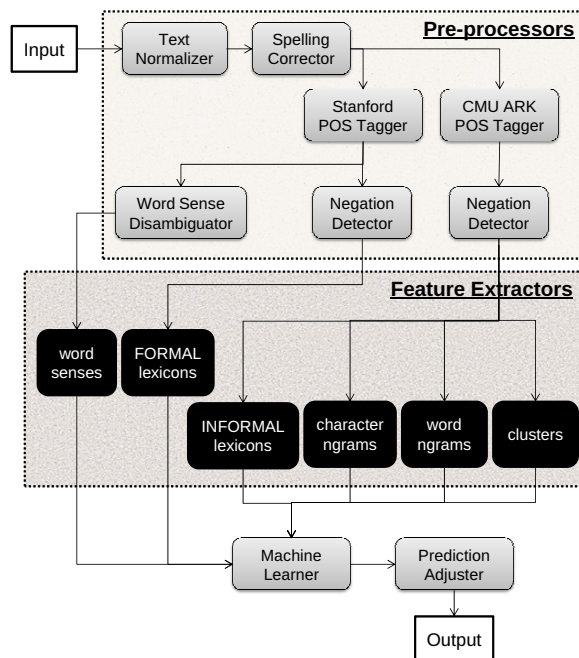 Pre-processors
Input
Text
Normalizer
Spelling
Corrector
Stanford
POS Tagger
CMU ARK
POS Tagger
Word Sense
Disambiguator
Negation
Detector
Negation
Detector
Feature Extractors
word
senses
FORMAL
lexicons
INFORMAL
lexicons
character
ngrams
word
ngrams
clusters
Machine
Learner
Prediction
Adjuster
Output